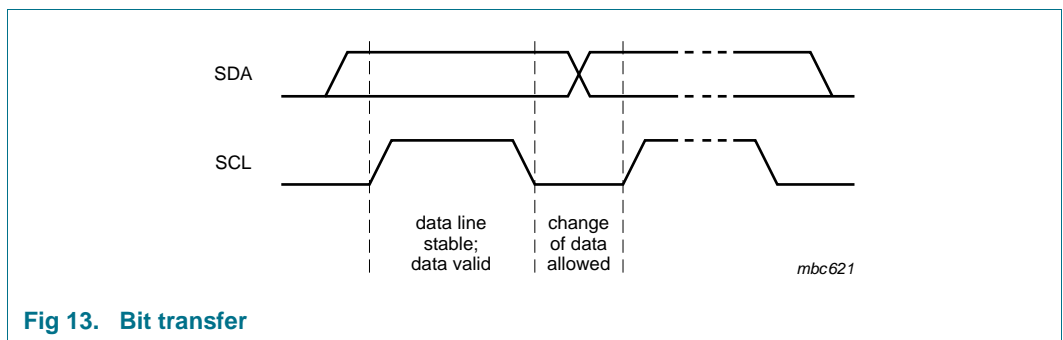 SDA
SCL
data line
stable;
data valid
change
of data
allowed
mbc621
Fig 13. Bit transfer